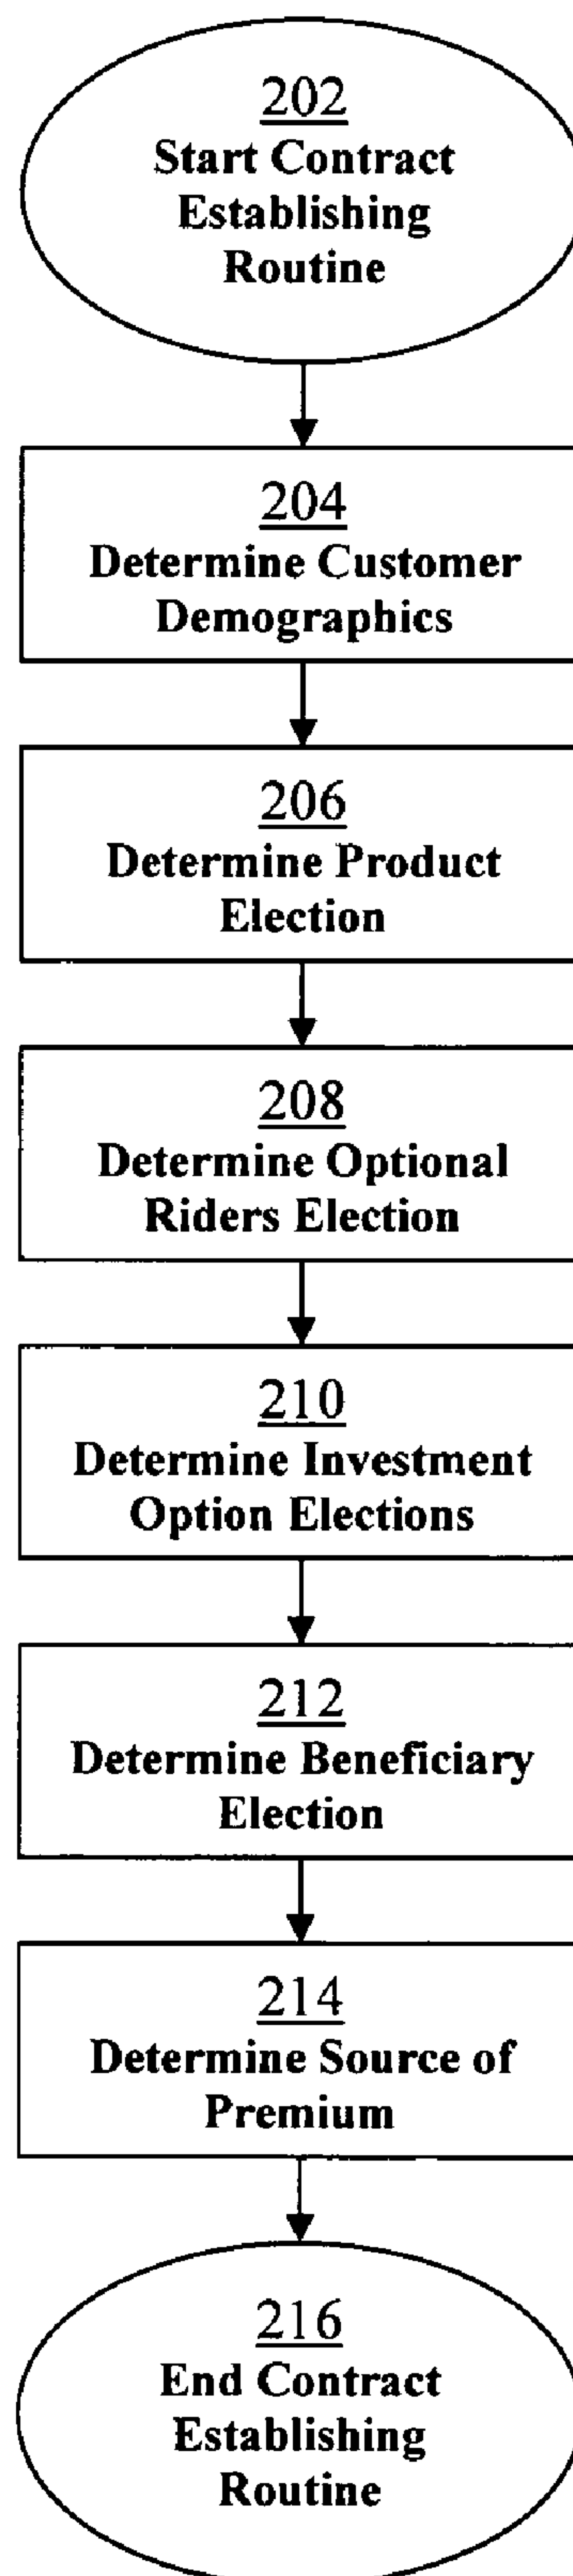 202
Start Contract
Establishing
Routine
204
Determine Customer
Demographics
206
Determine Product
Election
208
Determine Optional
Riders Election
210
Determine Investment
Option Elections
212
Determine Beneficiary
Election
214
Determine Source of
Premium
216
End Contract
Establishing
Routine